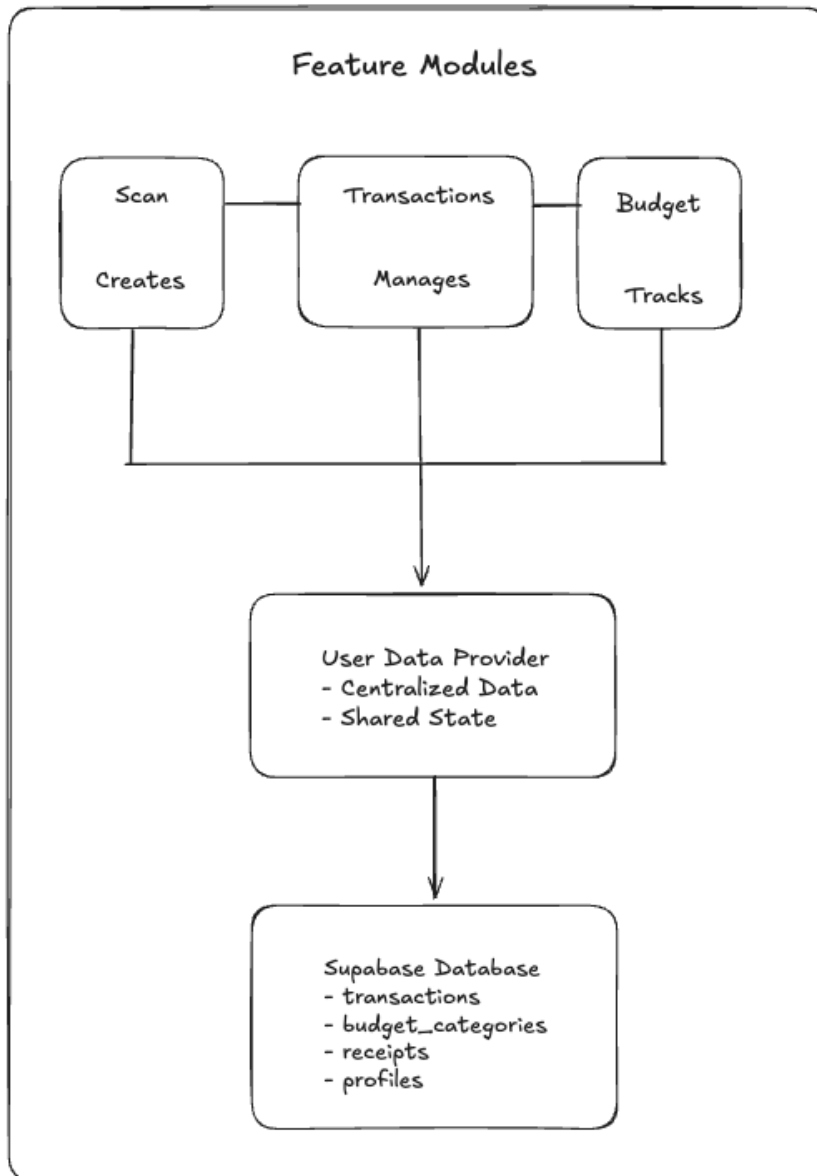 Feature Modules
Scan
Creates
Transactions
Manages
Budget
Tracks
User Data Provider
- Centralized Data
- Shared State
Supabase Database
- transactions
- budget_categories
- receipts
- profiles